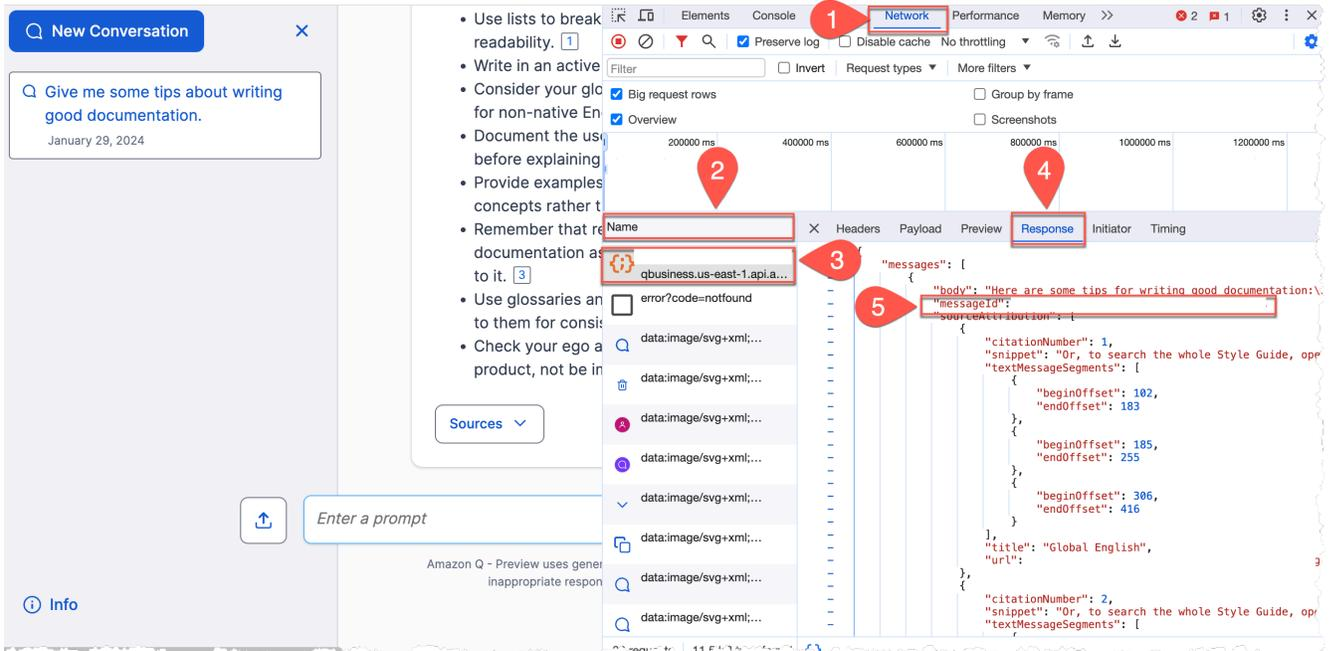 New Conversation
Give me some tips about writing
good documentation.
January 29, 2024
Info
Use lists to break
readability. 1
Write in an active
Consider your glo
for non-native En
Document the use
before explaining
Provide examples
concepts rather t
Remember that re
documentation as
to it. 3
Use glossaries an
to them for consis
Check your ego a
product, not be in
Sources
Enter a prompt
Amazon Q - Preview uses gener
inappropriate respon
1
Elements Console Network Performance Memory 2 1
Preserve log Disable cache No throttling
Filter Invert Request types More filters
Big request rows Group by frame
Overview Screenshots
200000 ms 400000 ms 600000 ms 800000 ms 1000000 ms 1200000 ms
2 4
Name
Headers Payload Preview Response Initiator Timing
3
qbusiness.us-east-1.api.a...
error?code=notfound
data:image/svg+xml;...
data:image/svg+xml;...
data:image/svg+xml;...
data:image/svg+xml;...
data:image/svg+xml;...
data:image/svg+xml;...
data:image/svg+xml;...
data:image/svg+xml;...
5
{
"messages": [
{
"body": "Here are some tips for writing good documentation:\
"messageId":
"sourceAttribution": [
{
"citationNumber": 1,
"snippet": "Or, to search the whole Style Guide, ope
"textMessageSegments": [
{
"beginOffset": 102,
"endOffset": 183
},
{
"beginOffset": 185,
"endOffset": 255
},
{
"beginOffset": 306,
"endOffset": 416
}
],
"title": "Global English",
"url":
},
{
"citationNumber": 2,
"snippet": "Or, to search the whole Style Guide, ope
"textMessageSegments": [
{